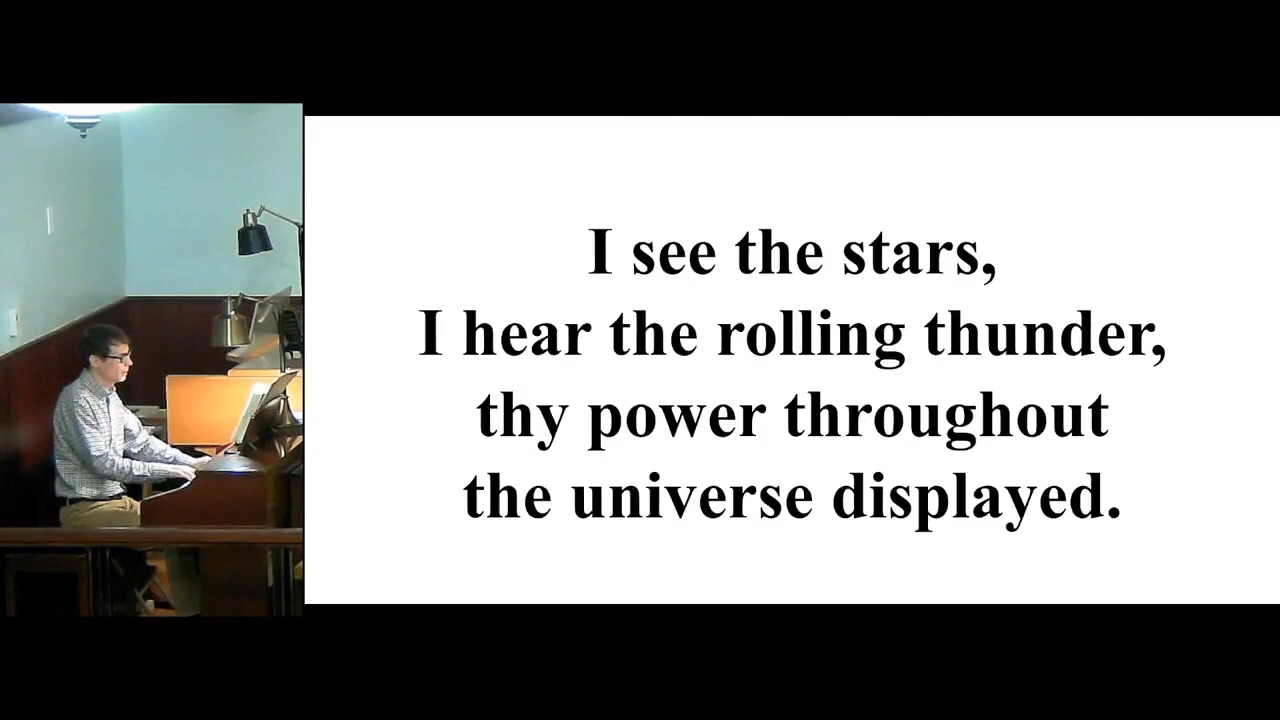 I see the stars,
I hear the rolling thunder,
thy power throughout
the universe displayed.